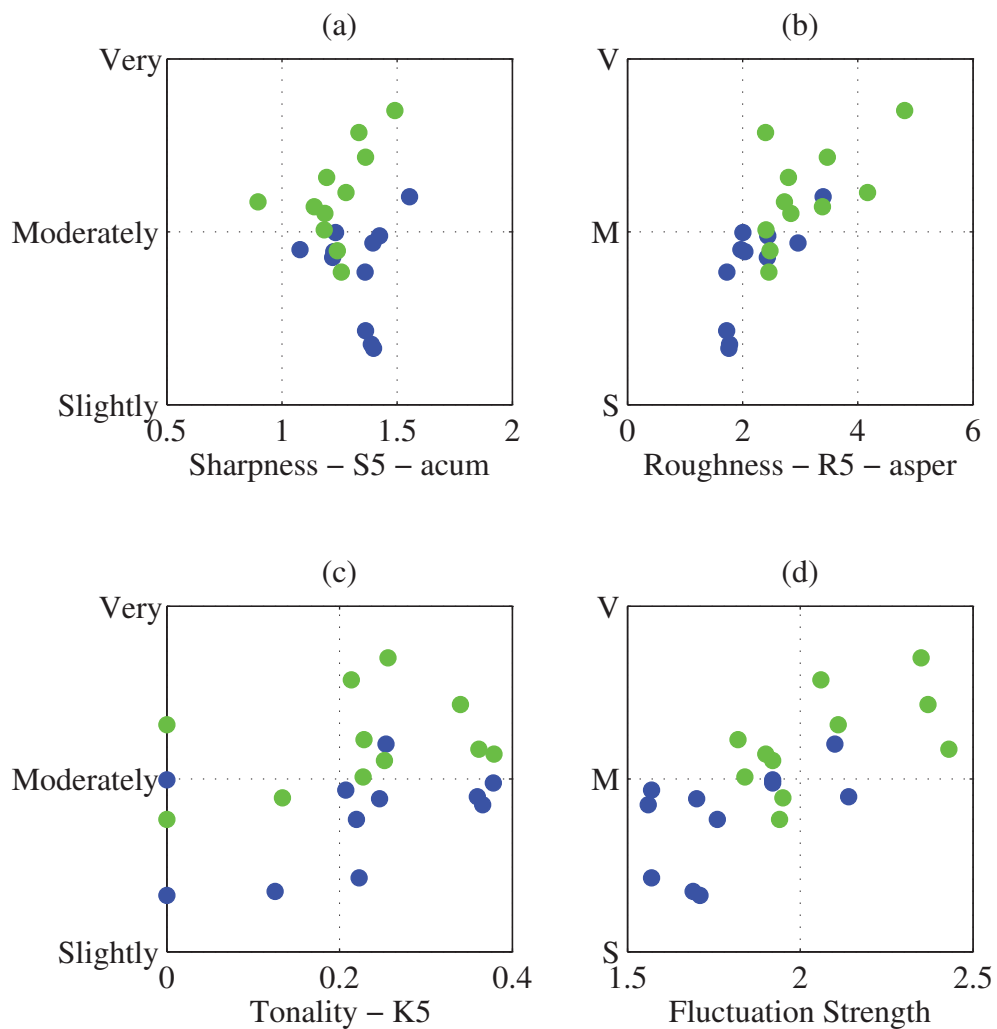 (a)
Very
Moderately
Slightly
0.5 1 1.5 2
Sharpness − S5 − acum
(b)
V
M
S
0 2 4 6
Roughness − R5 − asper
(c)
Very
Moderately
Slightly
0 0.2 0.4
Tonality − K5
(d)
V
M
S
1.5 2 2.5
Fluctuation Strength